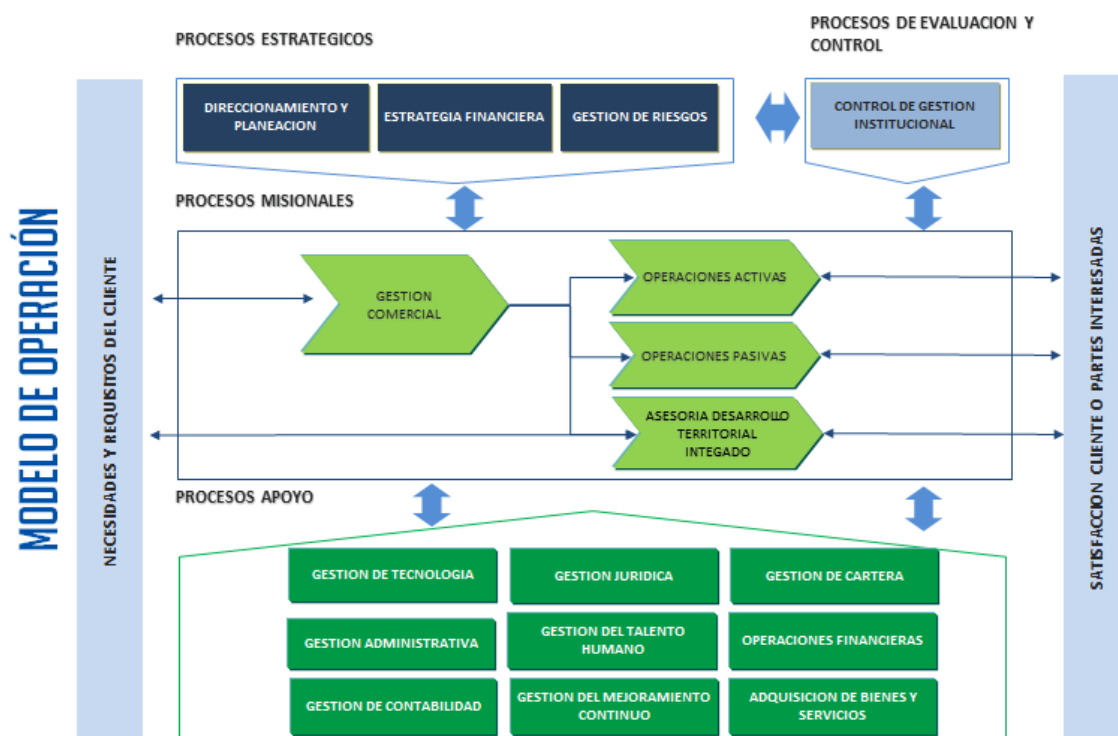 PROCESOS ESTRATEGICOS
PROCESOS DE EVALUACION Y
CONTROL
DIRECCIONAMIENTO Y
PLANEACION
ESTRATEGIA FINANCIERA
GESTION DE RIESGOS
CONTROL DE GESTION
INSTITUCIONAL
MODELO DE OPERACIÓN
NECESIDADES Y REQUISITOS DEL CLIENTE
PROCESOS MISIONALES
GESTION
COMERCIAL
OPERACIONES ACTIVAS
OPERACIONES PASIVAS
ASESORIA DESARROLLO
TERRITORIAL
INTEGADO
SATISFACCION CLIENTE O PARTES INTERESADAS
PROCESOS APOYO
GESTION DE TECNOLOGIA
GESTION JURIDICA
GESTION DE CARTERA
GESTION ADMINISTRATIVA
GESTION DEL TALENTO
HUMANO
OPERACIONES FINANCIERAS
GESTION DE CONTABILIDAD
GESTION DEL MEJORAMIENTO
CONTINUO
ADQUISICION DE BIENES Y
SERVICIOS